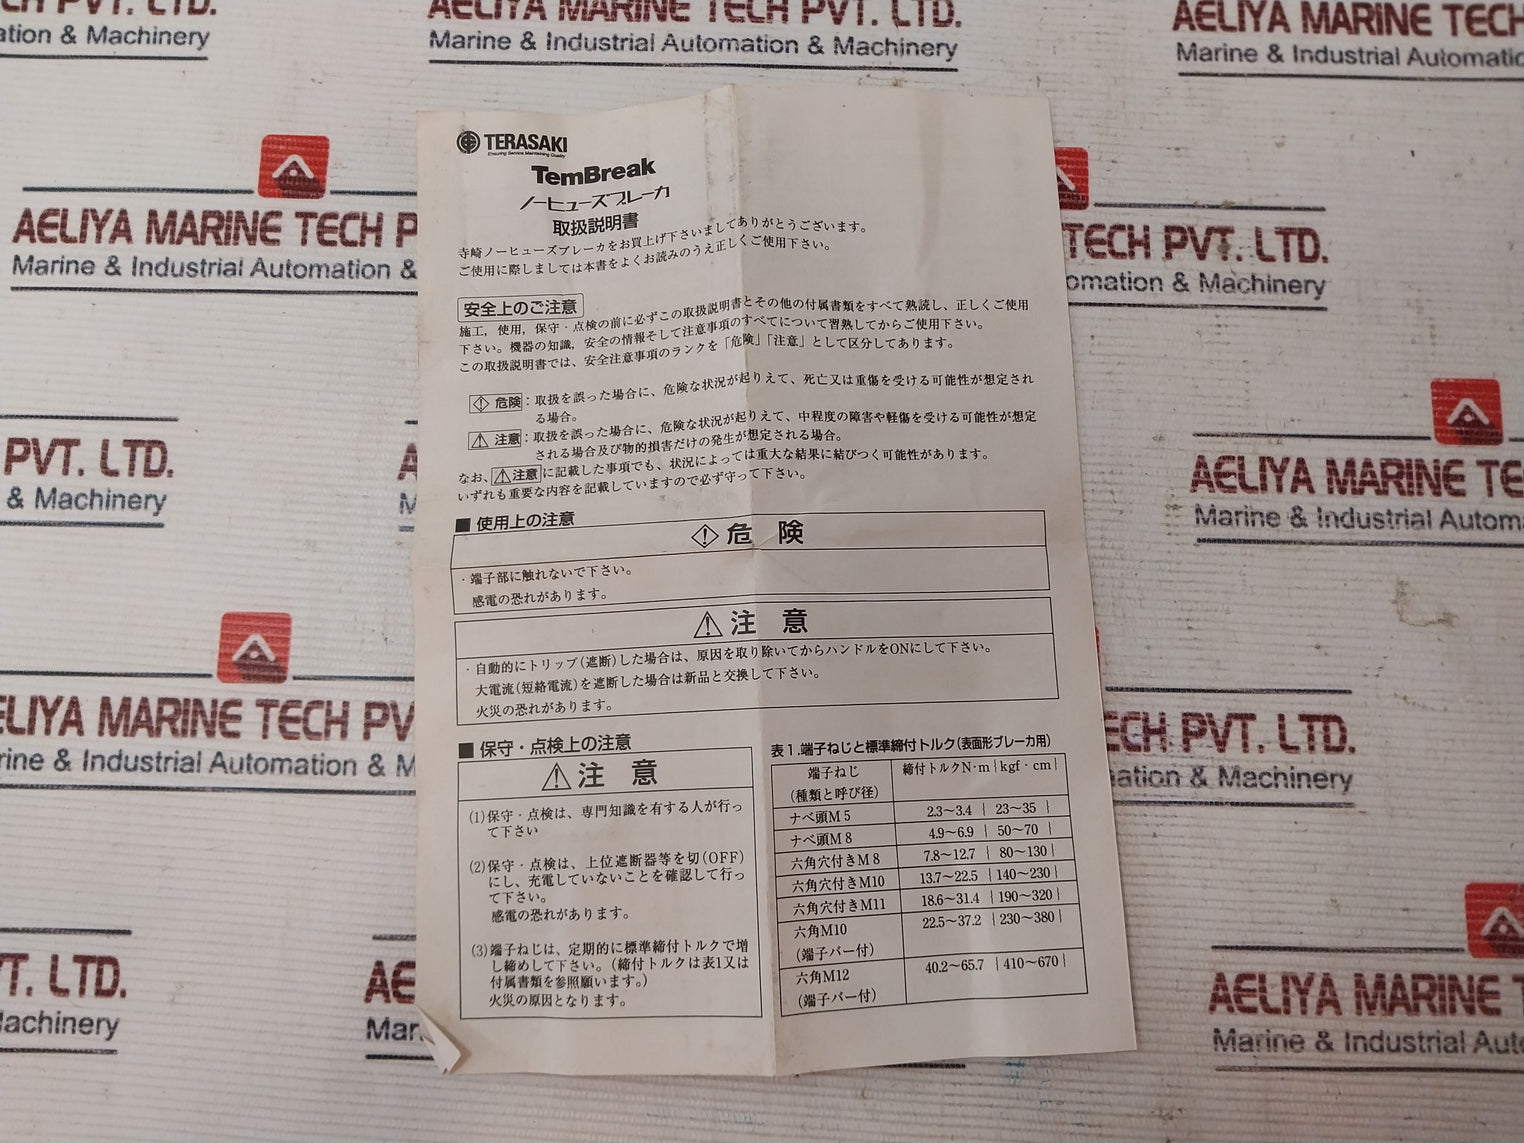 AELIYA MARINE TECH PVT. LTD.
Marine & Industrial Automation & Machinery
TERASAKI
Ensuring Service, Maintaining Quality
TemBreak
ノーヒューズブレーカ
取扱説明書
寺崎ノーヒューズブレーカをお買上げ下さいましてありがとうございます。
ご使用に際しましては本書をよくお読みのうえ正しくご使用下さい。
安全上のご注意
施工, 使用, 保守・点検の前に必ずこの取扱説明書とその他の付属書類をすべて熟読し、正しくご使用
下さい。機器の知識, 安全の情報そして注意事項のすべてについて習熟してからご使用下さい。
この取扱説明書では、安全注意事項のランクを「危険」「注意」として区分してあります。
危険：取扱を誤った場合に、危険な状況が起りえて、死亡又は重傷を受ける可能性が想定され
る場合。
注意：取扱を誤った場合に、危険な状況が起りえて、中程度の障害や軽傷を受ける可能性が想定
される場合及び物的損害だけの発生が想定される場合。
なお、注意に記載した事項でも、状況によっては重大な結果に結びつく可能性があります。
いずれも重要な内容を記載していますので必ず守って下さい。
■ 使用上の注意
危 険
・端子部に触れないで下さい。
感電の恐れがあります。
注 意
・自動的にトリップ(遮断)した場合は、原因を取り除いてからハンドルをONにして下さい。
大電流(短絡電流)を遮断した場合は新品と交換して下さい。
火災の恐れがあります。
■ 保守・点検上の注意
注 意
(1)保守・点検は、専門知識を有する人が行っ
て下さい
(2)保守・点検は、上位遮断器等を切(OFF)
にし、充電していないことを確認して行っ
て下さい。
感電の恐れがあります。
(3)端子ねじは、定期的に標準締付トルクで増
し締めして下さい。(締付トルクは表1又は
付属書類を参照願います。)
火災の原因となります。
表1.端子ねじと標準締付トルク(表面形ブレーカ用)
端子ねじ
(種類と呼び径)
締付トルクN·m{kgf·cm}
ナベ頭M5 2.3〜3.4 { 23〜35 }
ナベ頭M8 4.9〜6.9 { 50〜70 }
六角穴付きM8 7.8〜12.7 { 80〜130}
六角穴付きM10 13.7〜22.5 {140〜230}
六角穴付きM11 18.6〜31.4 {190〜320}
六角M10
(端子バー付) 22.5〜37.2 {230〜380}
六角M12
(端子バー付) 40.2〜65.7 {410〜670}